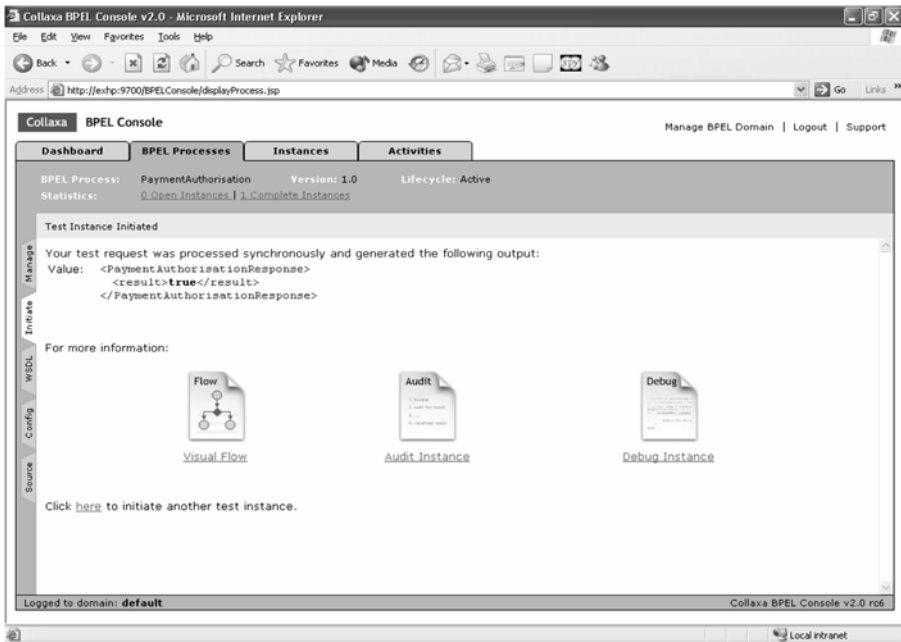 Collaxa BPEL Console v2.0 - Microsoft Internet Explorer
File Edit View Favorites Tools Help
Back Search Favorites Media
Address http://exhp:9700/BPELConsole/displayProcess.jsp Go Links »
Collaxa BPEL Console
Manage BPEL Domain | Logout | Support
Dashboard BPEL Processes Instances Activities
BPEL Process: PaymentAuthorisation Version: 1.0 Lifecycle: Active
Statistics: 0 Open Instances | 1 Complete Instances
Manage
Initiate
WSDL
Config
Source
Test Instance Initiated
Your test request was processed synchronously and generated the following output:
Value: <PaymentAuthorisationResponse>
<result>true</result>
</PaymentAuthorisationResponse>
For more information:
Flow
Audit
Debug
Visual Flow
Audit Instance
Debug Instance
Click here to initiate another test instance.
Logged to domain: default
Collaxa BPEL Console v2.0 rc6
Local intranet